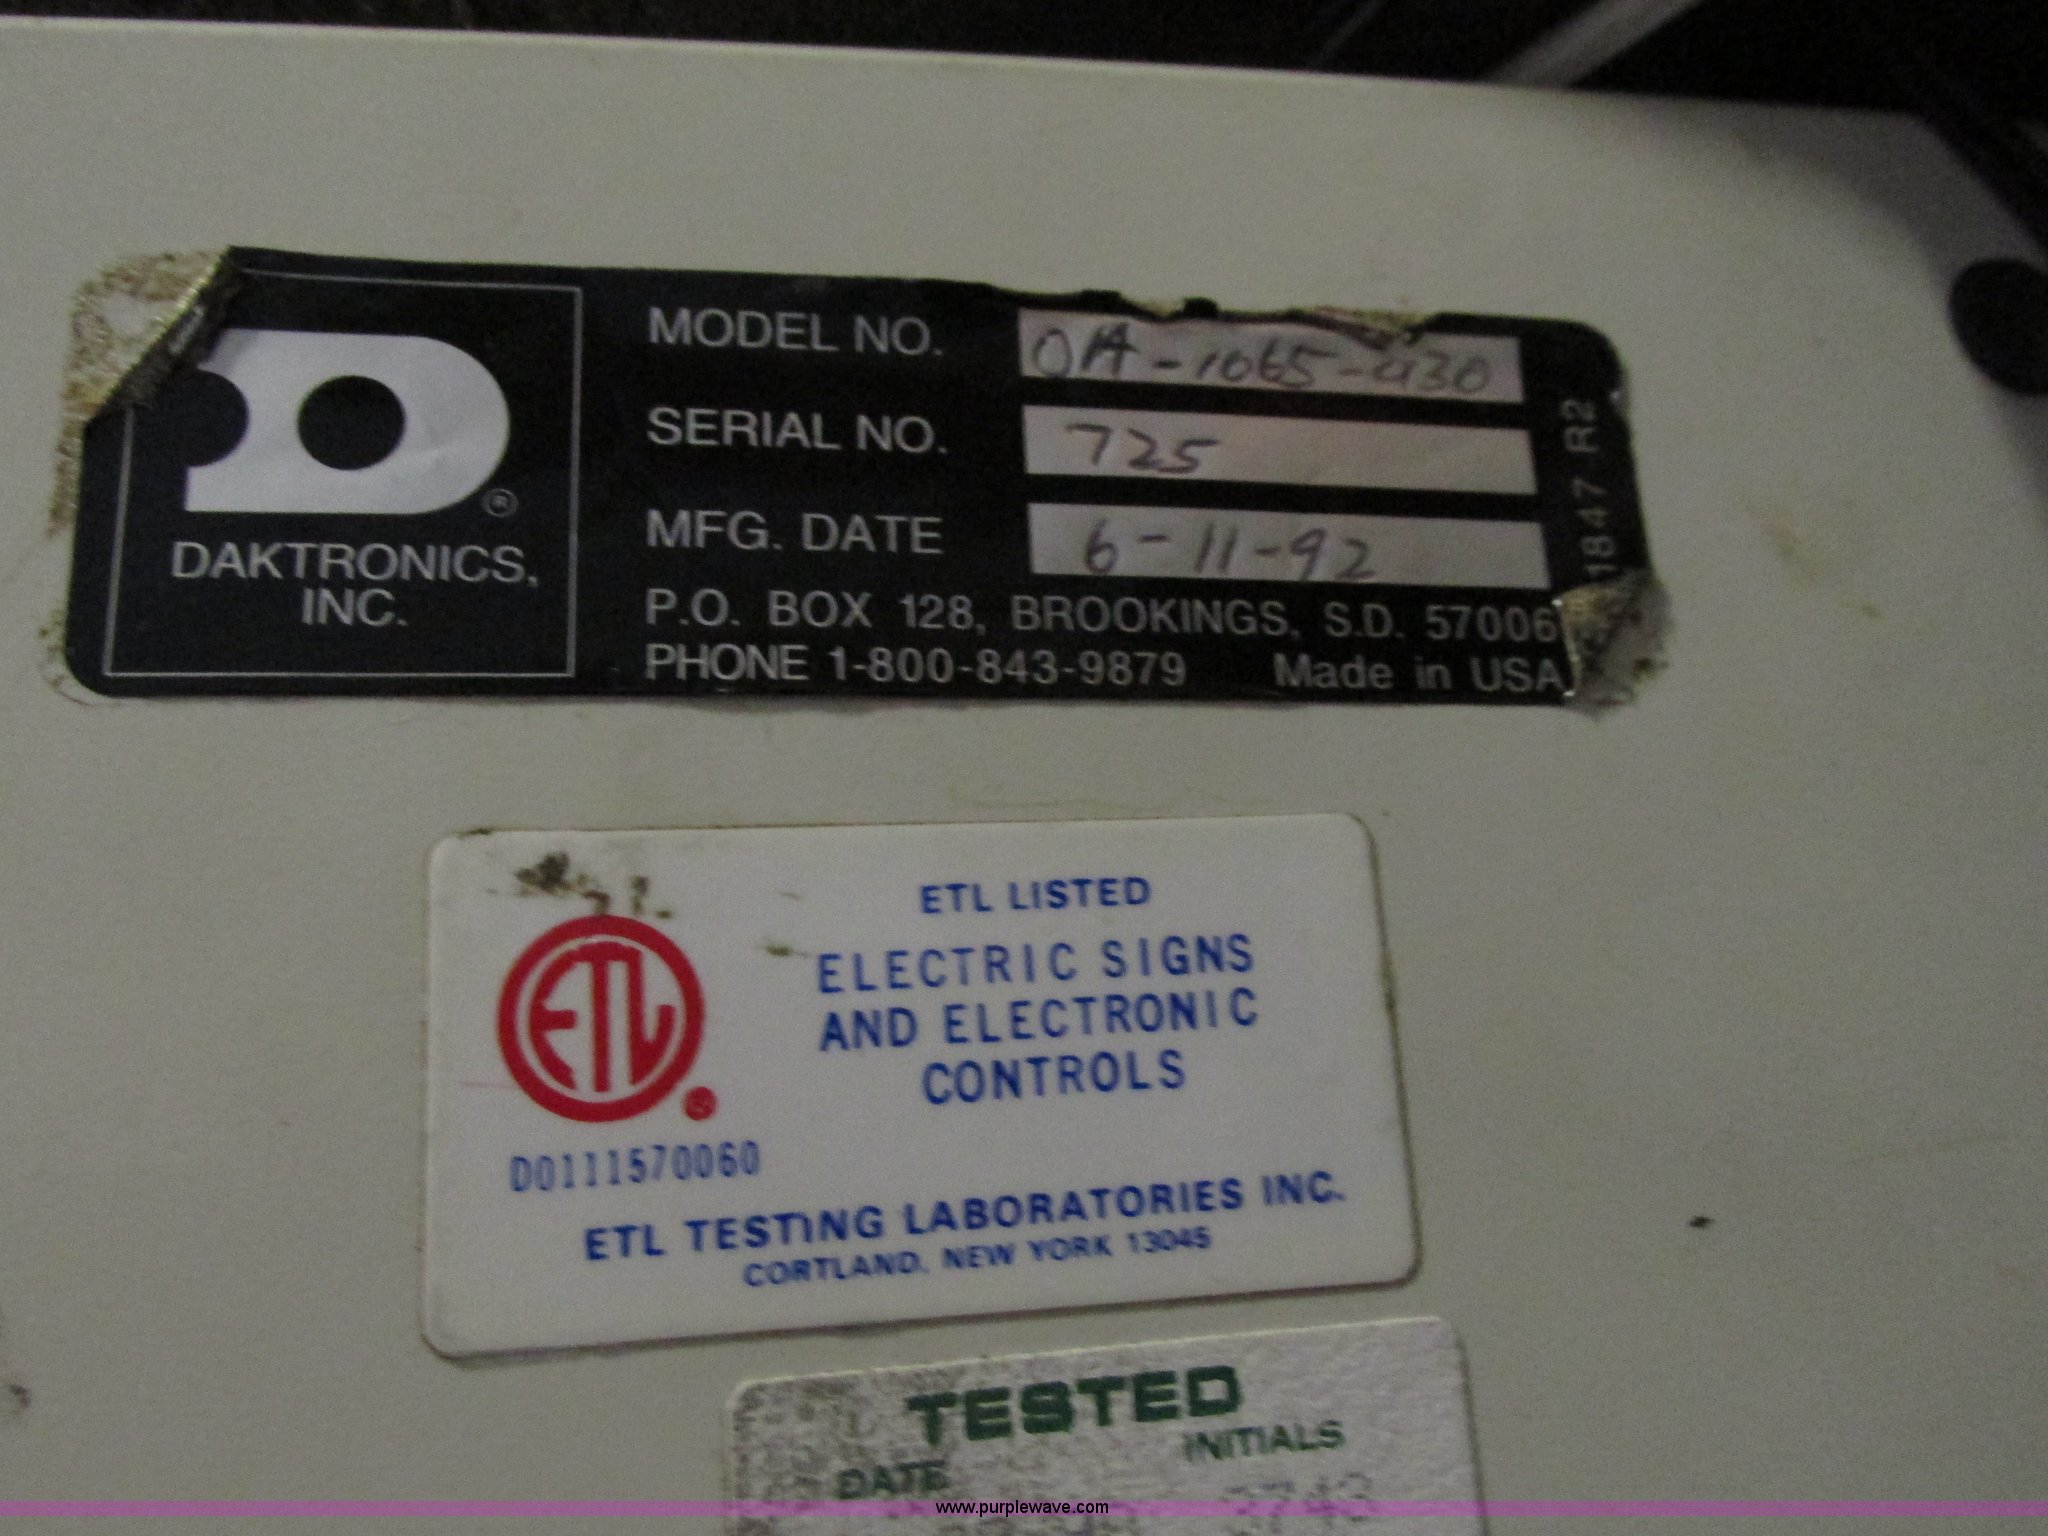 MODEL NO. 0A-1065-430
SERIAL NO. 725
MFG. DATE 6-11-92
P.O. BOX 128, BROOKINGS, S.D. 57006
PHONE 1-800-843-9879 Made in USA
DAKTRONICS,
INC.
1847 R2
ETL LISTED
ELECTRIC SIGNS
AND ELECTRONIC
CONTROLS
ETL
D0111570060
ETL TESTING LABORATORIES INC.
CORTLAND, NEW YORK 13045
TESTED
DATE INITIALS
www.purplewave.com